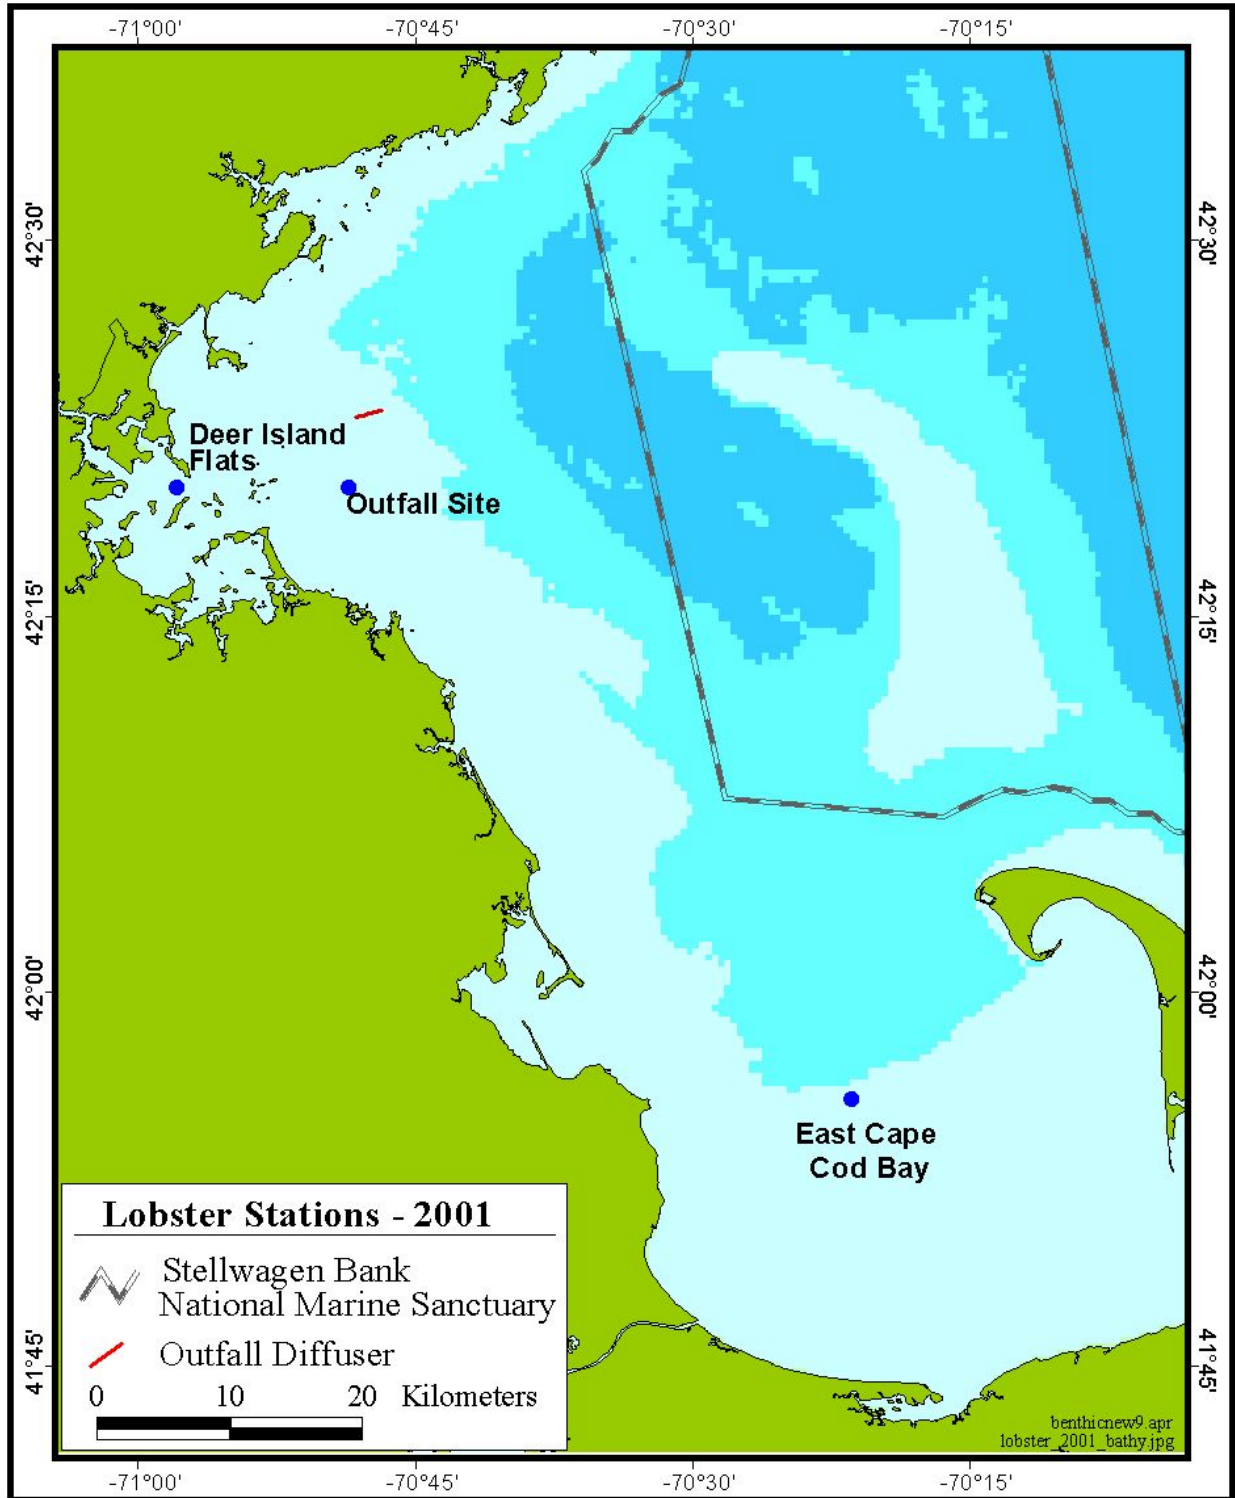 -71°00' -70°45' -70°30' -70°15'
42°30' 42°30'
Deer Island
Flats
Outfall Site
42°15' 42°15'
42°00' 42°00'
East Cape
Cod Bay
Lobster Stations - 2001
Stellwagen Bank
National Marine Sanctuary
Outfall Diffuser
41°45' 41°45'
0 10 20 Kilometers
benthicnew9.apr
lobster_2001_bathy.jpg
-71°00' -70°45' -70°30' -70°15'